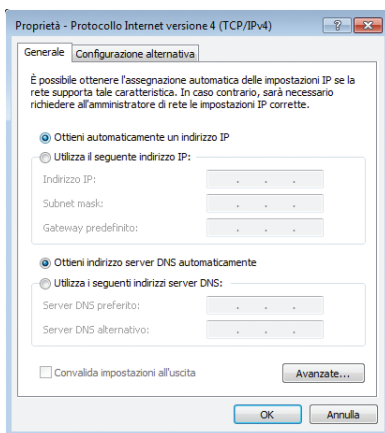 Proprietà - Protocollo Internet versione 4 (TCP/IPv4)
Generale Configurazione alternativa
È possibile ottenere l'assegnazione automatica delle impostazioni IP se la
rete supporta tale caratteristica. In caso contrario, sarà necessario
richiedere all'amministratore di rete le impostazioni IP corrette.
Ottieni automaticamente un indirizzo IP
Utilizza il seguente indirizzo IP:
Indirizzo IP:
Subnet mask:
Gateway predefinito:
Ottieni indirizzo server DNS automaticamente
Utilizza i seguenti indirizzi server DNS:
Server DNS preferito:
Server DNS alternativo:
Convalida impostazioni all'uscita
Avanzate...
OK Annulla